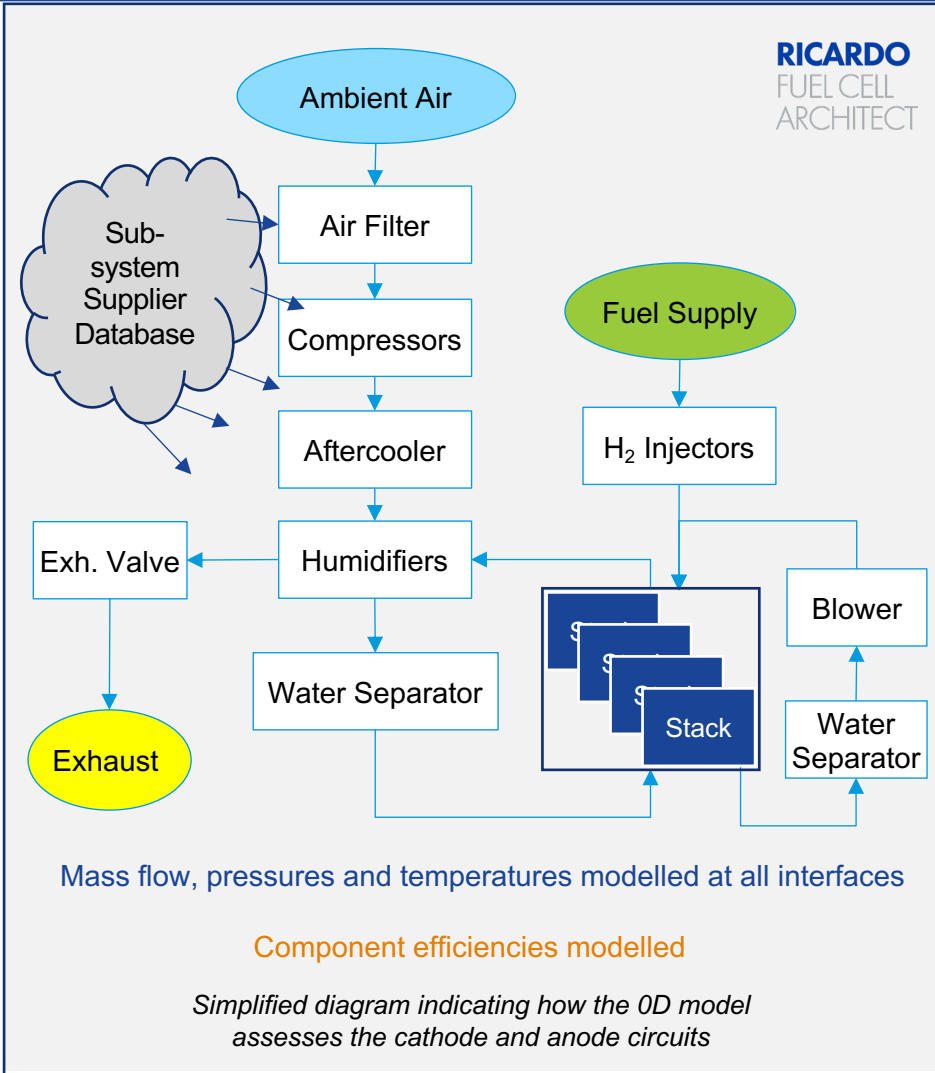 RICARDO
FUEL CELL
ARCHITECT
Ambient Air
Sub-
system
Supplier
Database
Air Filter
Compressors
Fuel Supply
Aftercooler
H₂ Injectors
Exh. Valve
Humidifiers
Blower
Water Separator
Stack
Water
Separator
Exhaust
Mass flow, pressures and temperatures modelled at all interfaces
Component efficiencies modelled
Simplified diagram indicating how the 0D model
assesses the cathode and anode circuits